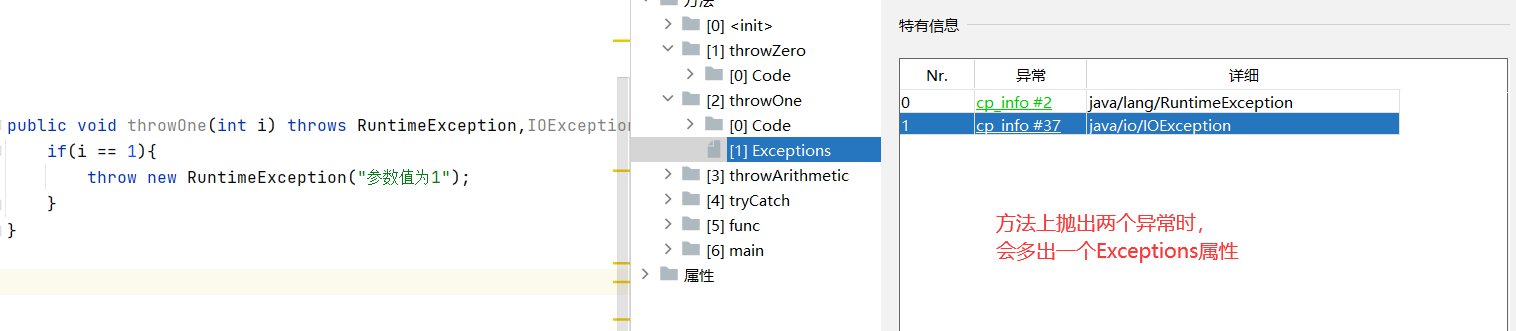 public void throwOne(int i) throws RuntimeException,IOException
if(i == 1){
throw new RuntimeException("参数值为1");
}
}
方法
[0] <init>
[1] throwZero
[0] Code
[2] throwOne
[0] Code
[1] Exceptions
[3] throwArithmetic
[4] tryCatch
[5] func
[6] main
属性
特有信息
Nr. 异常 详细
0 cp_info #2 java/lang/RuntimeException
1 cp_info #37 java/io/IOException
方法上抛出两个异常时，
会多出一个Exceptions属性